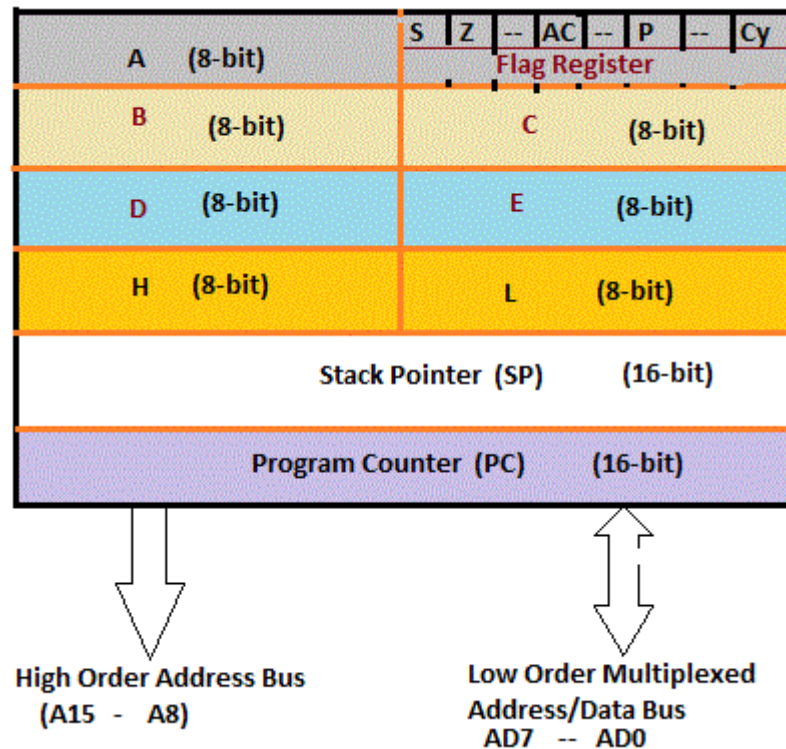 S Z -- AC -- P -- Cy
A (8-bit) Flag Register
B (8-bit) C (8-bit)
D (8-bit) E (8-bit)
H (8-bit) L (8-bit)
Stack Pointer (SP) (16-bit)
Program Counter (PC) (16-bit)
High Order Address Bus
(A15 - A8)
Low Order Multiplexed
Address/Data Bus
AD7 -- AD0